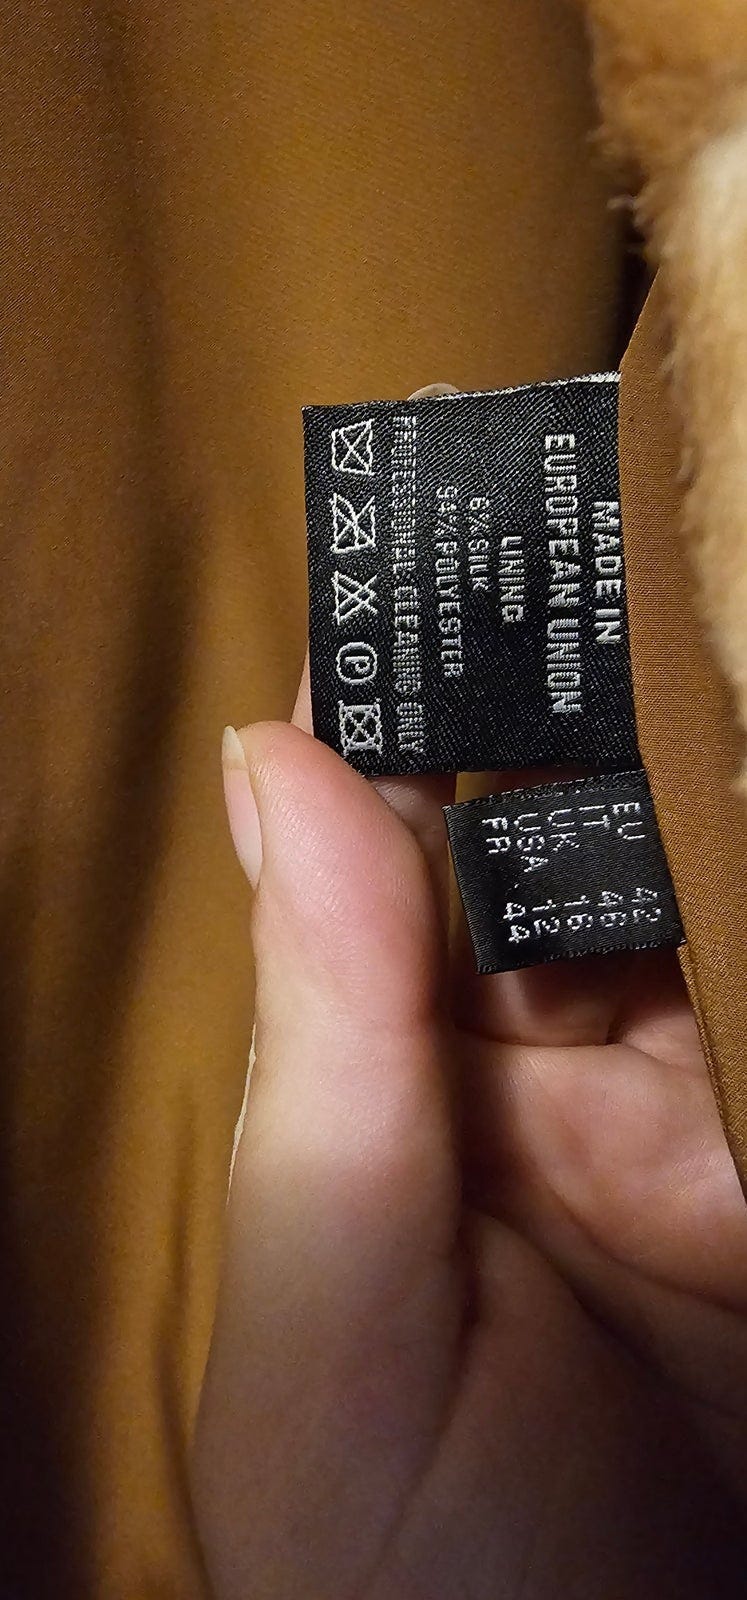 MADE IN
EUROPEAN UNION
LINING
6%SILK
94%POLYESTER
PROFESSIONAL CLEANING ONLY
P
EU 42
IT 46
UK 16
USA 12
FR 44